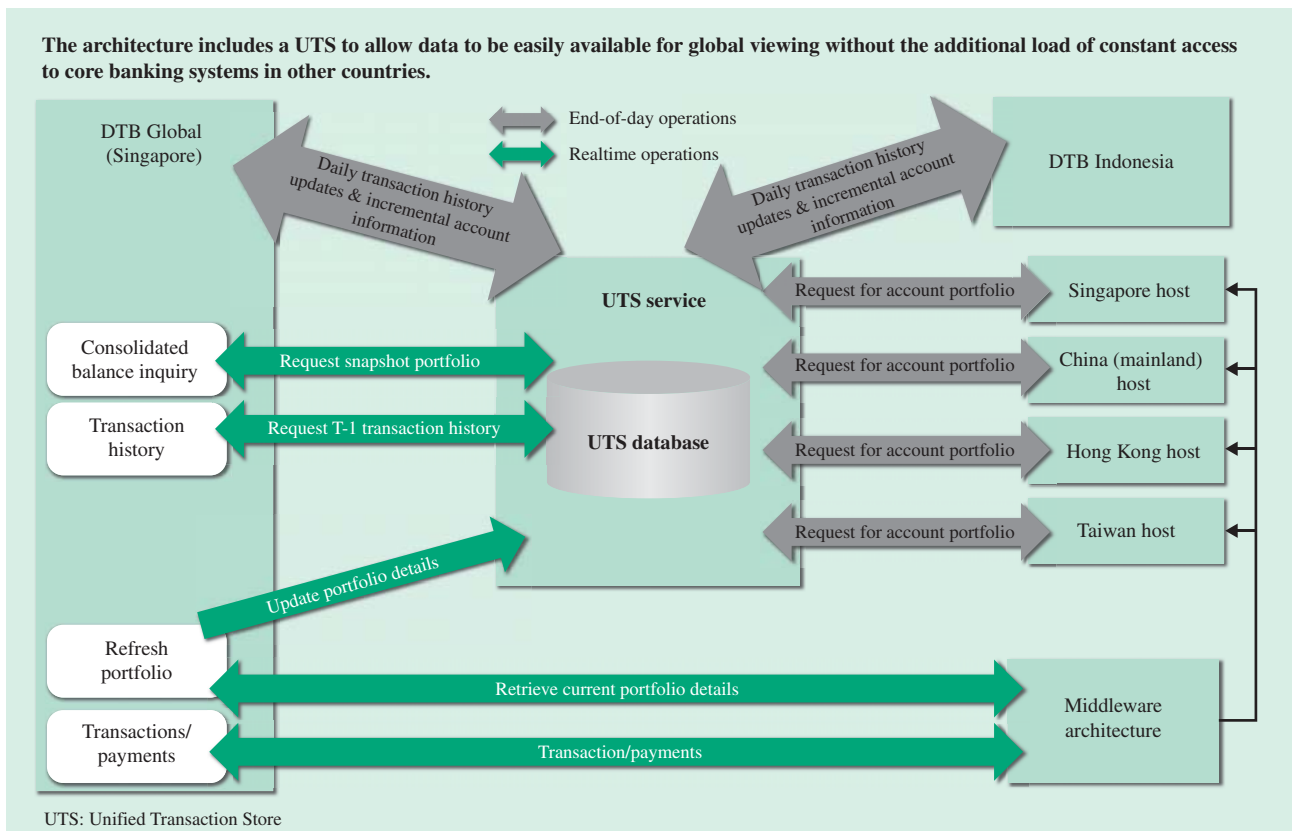 The architecture includes a UTS to allow data to be easily available for global viewing without the additional load of constant access
to core banking systems in other countries.
DTB Global
(Singapore)
End-of-day operations
Realtime operations
DTB Indonesia
Daily transaction history
updates & incremental account
information
Daily transaction history
updates & incremental account
information
UTS service
Request for account portfolio
Singapore host
Consolidated
balance inquiry
Request snapshot portfolio
Request for account portfolio
China (mainland)
host
Transaction
history
Request T-1 transaction history
UTS database
Request for account portfolio
Hong Kong host
Request for account portfolio
Taiwan host
Update portfolio details
Refresh
portfolio
Retrieve current portfolio details
Middleware
architecture
Transactions/
payments
Transaction/payments
UTS: Unified Transaction Store